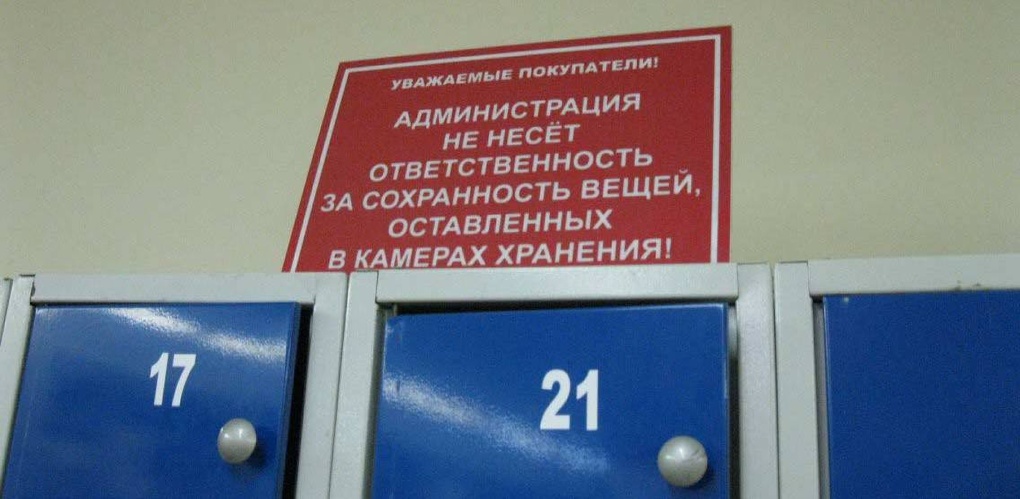 УВАЖАЕМЫЕ ПОКУПАТЕЛИ!
АДМИНИСТРАЦИЯ
НЕ НЕСЁТ
ОТВЕТСТВЕННОСТЬ
ЗА СОХРАННОСТЬ ВЕЩЕЙ,
ОСТАВЛЕННЫХ
В КАМЕРАХ ХРАНЕНИЯ!
17
21